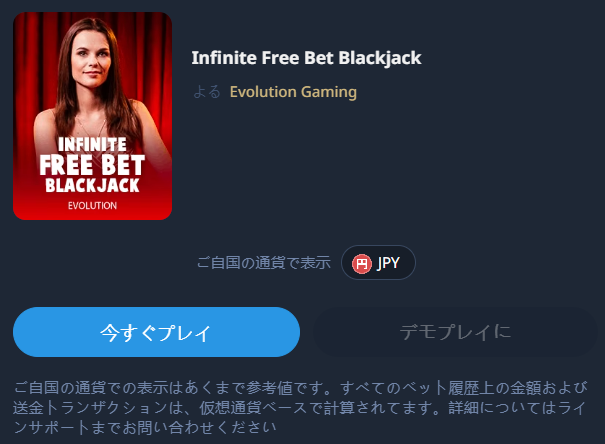 Infinite Free Bet Blackjack
よる Evolution Gaming
INFINITE
FREE BET
BLACKJACK
EVOLUTION
ご自国の通貨で表示 円 JPY
今すぐプレイ デモプレイに
ご自国の通貨での表示はあくまで参考値です。すべてのベット履歴上の金額および
送金トランザクションは、仮想通貨ベースで計算されてます。詳細についてはライ
ンサポートまでお問い合わせください